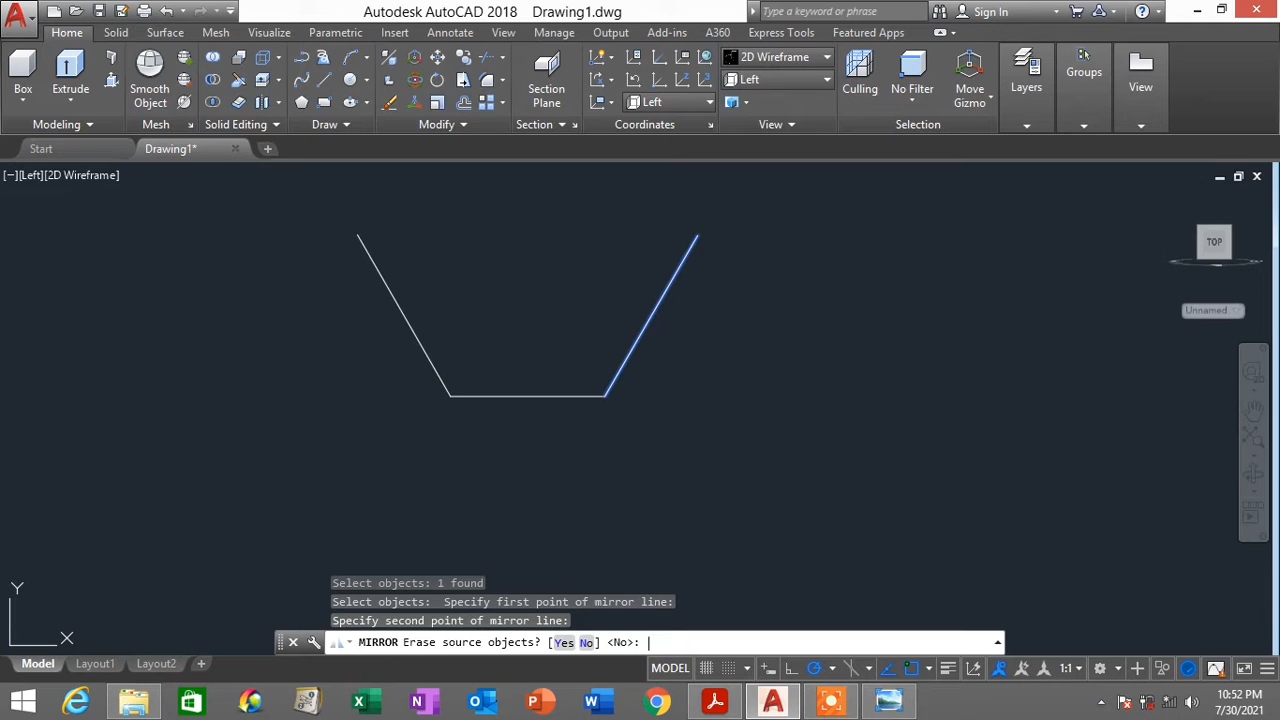 Autodesk AutoCAD 2018 Drawing1.dwg
Type a keyword or phrase
Sign In
Home Solid Surface Mesh Visualize Parametric Insert Annotate View Manage Output Add-ins A360 Express Tools Featured Apps
Box
Extrude
Smooth
Object
Section
Plane
2D Wireframe
Left
Left
Culling
No Filter
Move
Gizmo
Layers
Groups
View
Modeling
Mesh
Solid Editing
Draw
Modify
Section
Coordinates
View
Selection
Start
Drawing1*
[−][Left][2D Wireframe]
TOP
Unnamed
Y
X
Select objects: 1 found
Select objects: Specify first point of mirror line:
Specify second point of mirror line:
MIRROR Erase source objects? [Yes No] <No>:
Model Layout1 Layout2
MODEL
1:1
10:52 PM
7/30/2021